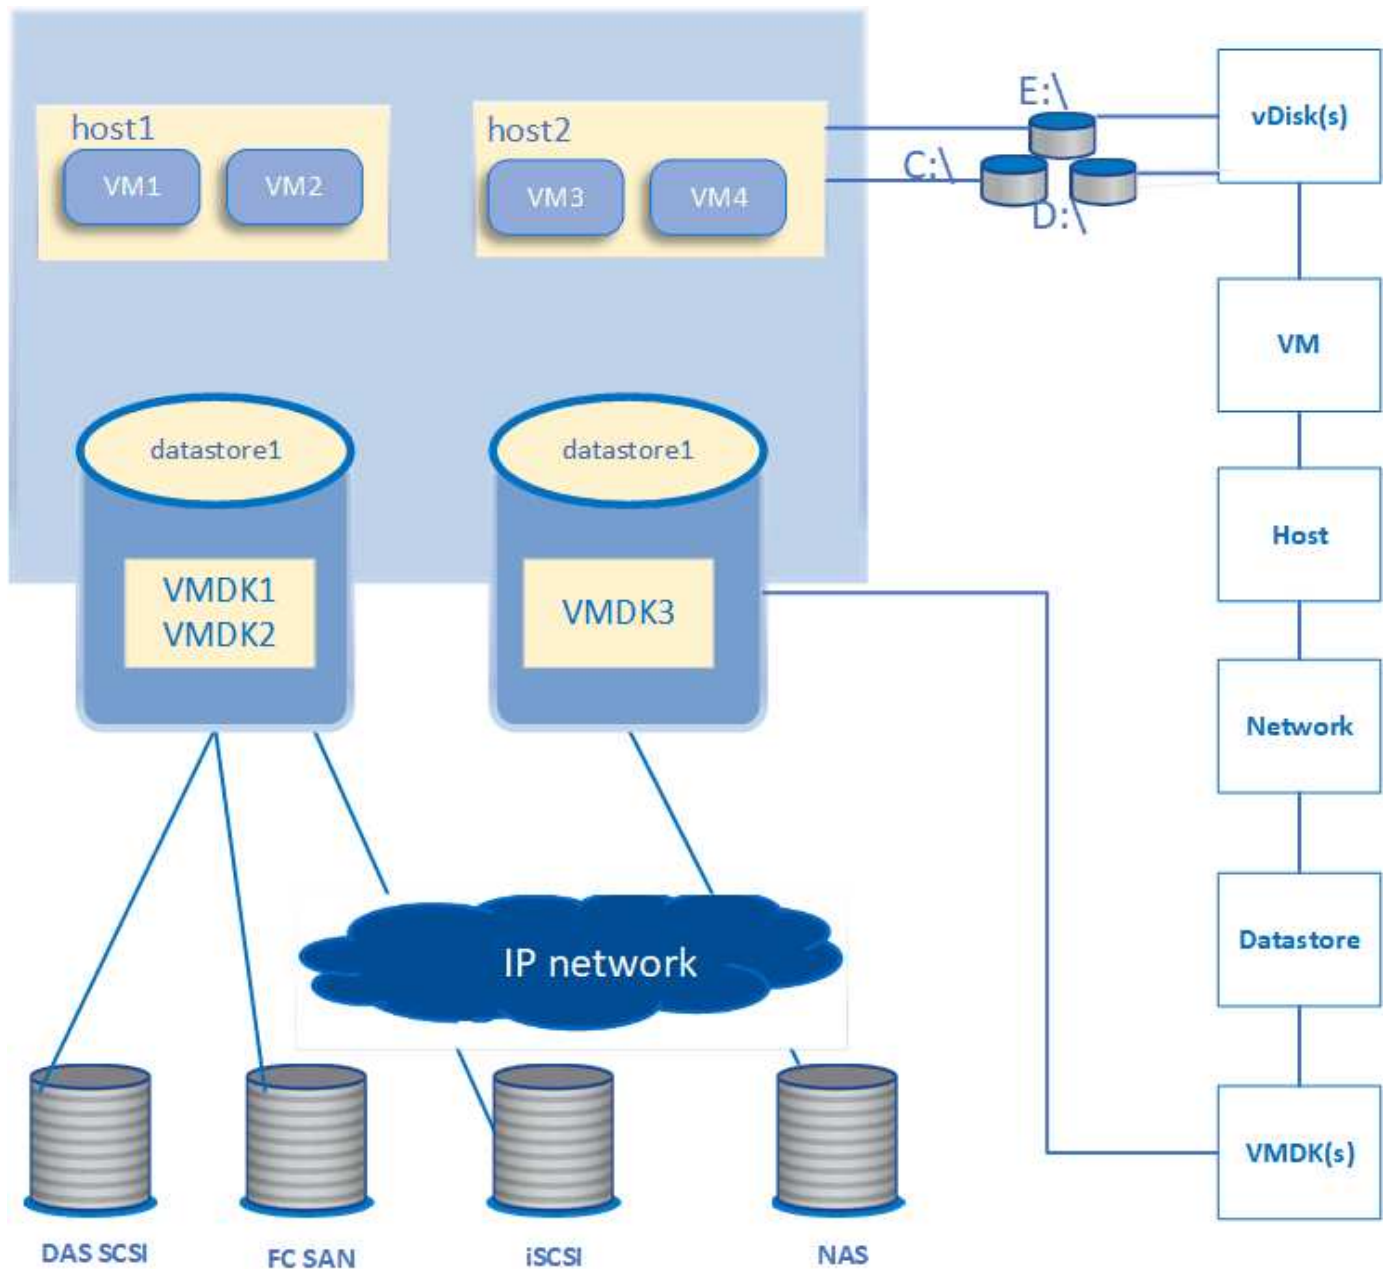 E:\
vDisk(s)
host1
host2
C:\
VM1
VM2
VM3
VM4
D:\
VM
datastore1
datastore1
Host
VMDK1
VMDK2
VMDK3
Network
IP network
Datastore
VMDK(s)
DAS SCSI
FC SAN
iSCSI
NAS